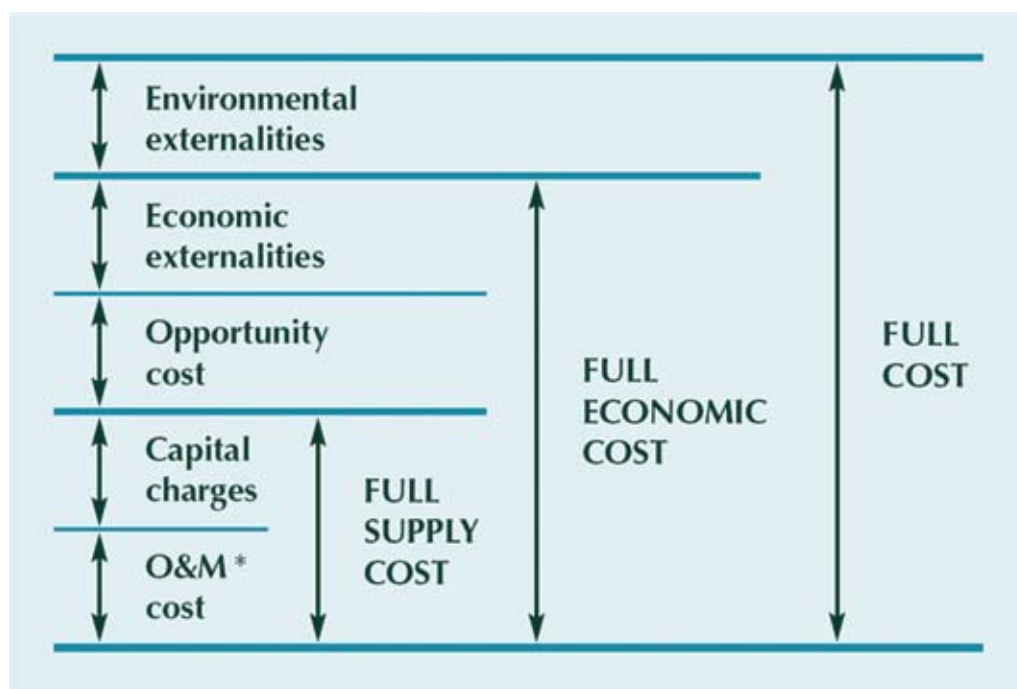 Environmental
externalities
Economic
externalities
Opportunity
cost
Capital
charges
O&M *
cost
FULL
SUPPLY
COST
FULL
ECONOMIC
COST
FULL
COST